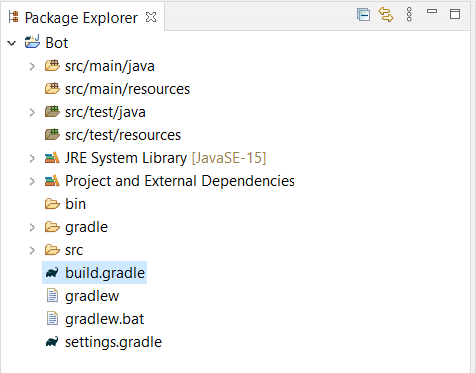 Package Explorer
Bot
src/main/java
src/main/resources
src/test/java
src/test/resources
JRE System Library [JavaSE-15]
Project and External Dependencies
bin
gradle
src
build.gradle
gradlew
gradlew.bat
settings.gradle